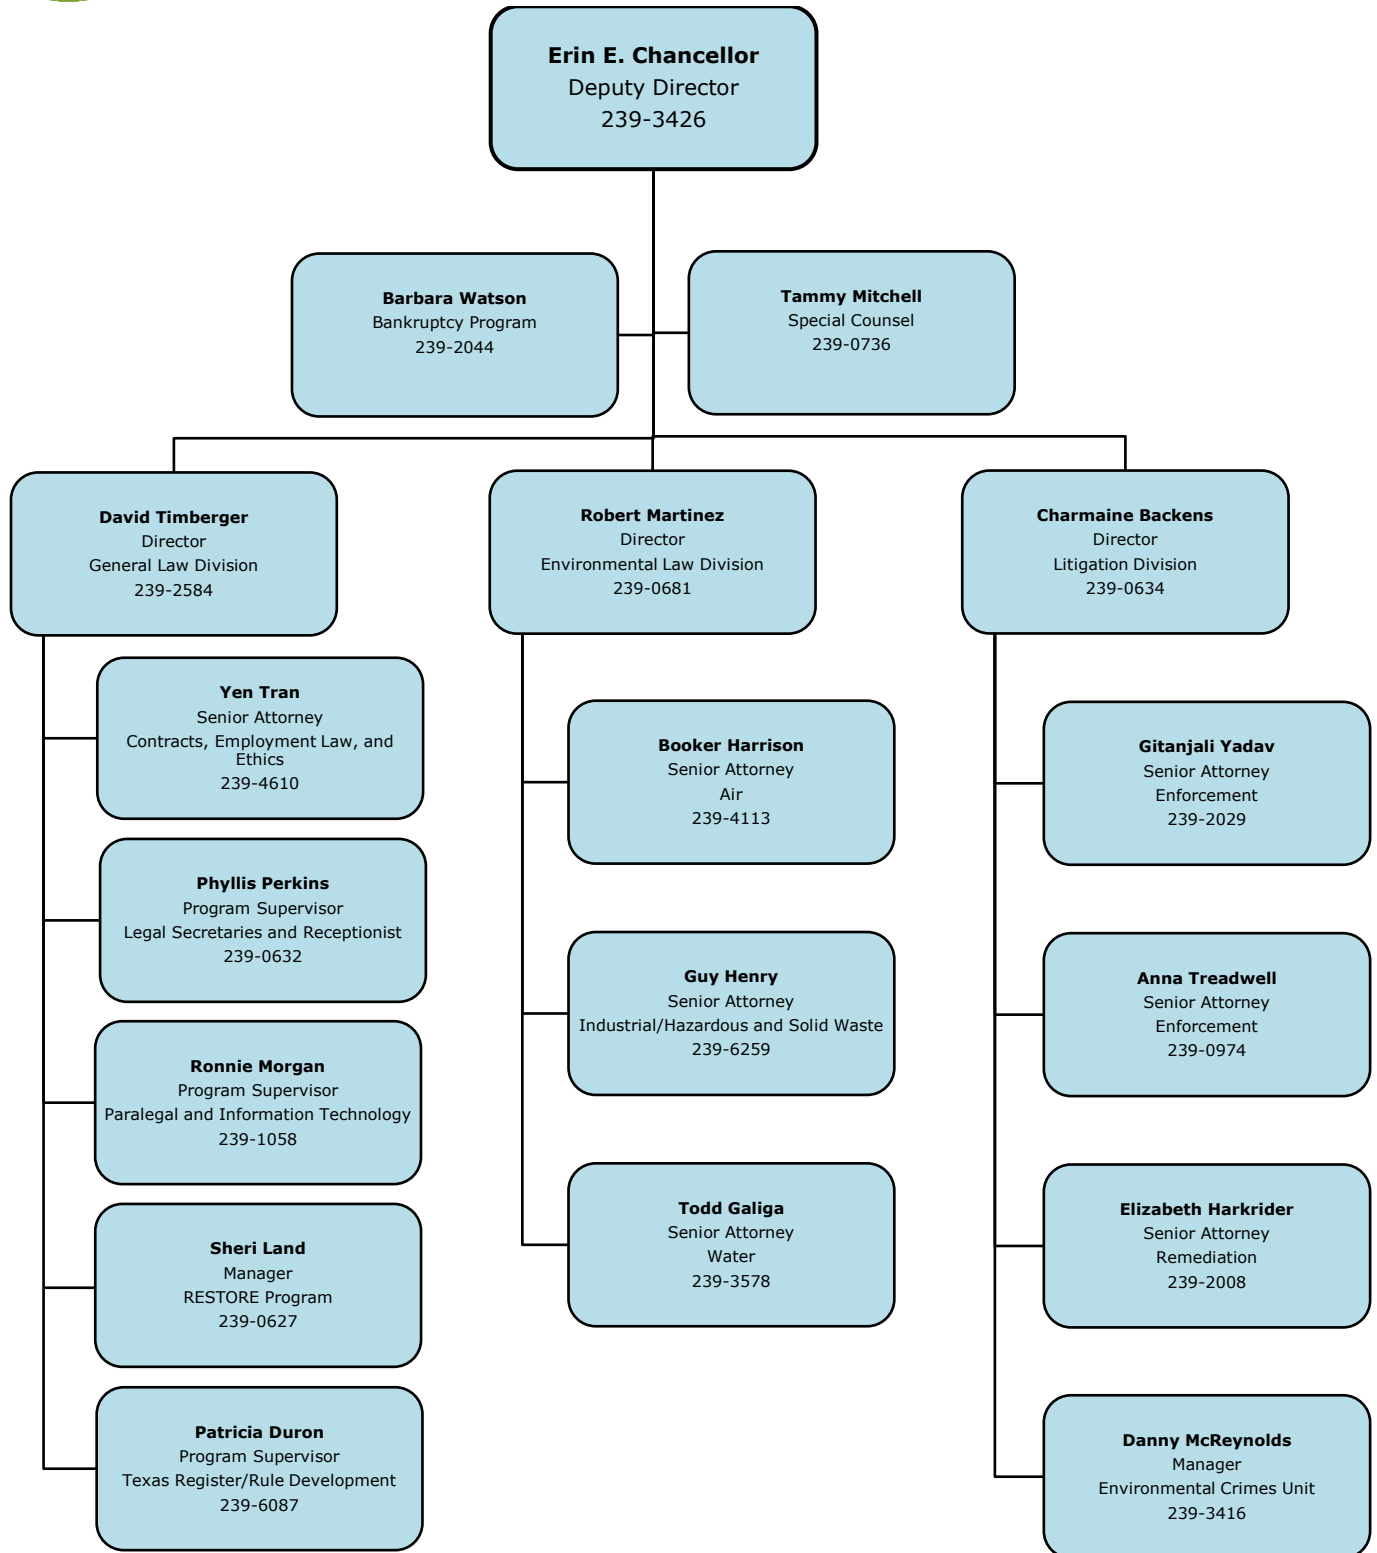 Erin E. Chancellor
Deputy Director
239-3426
Barbara Watson
Bankruptcy Program
239-2044
Tammy Mitchell
Special Counsel
239-0736
David Timberger
Director
General Law Division
239-2584
Robert Martinez
Director
Environmental Law Division
239-0681
Charmaine Backens
Director
Litigation Division
239-0634
Yen Tran
Senior Attorney
Contracts, Employment Law, and
Ethics
239-4610
Phyllis Perkins
Program Supervisor
Legal Secretaries and Receptionist
239-0632
Ronnie Morgan
Program Supervisor
Paralegal and Information Technology
239-1058
Sheri Land
Manager
RESTORE Program
239-0627
Patricia Duron
Program Supervisor
Texas Register/Rule Development
239-6087
Booker Harrison
Senior Attorney
Air
239-4113
Guy Henry
Senior Attorney
Industrial/Hazardous and Solid Waste
239-6259
Todd Galiga
Senior Attorney
Water
239-3578
Gitanjali Yadav
Senior Attorney
Enforcement
239-2029
Anna Treadwell
Senior Attorney
Enforcement
239-0974
Elizabeth Harkrider
Senior Attorney
Remediation
239-2008
Danny McReynolds
Manager
Environmental Crimes Unit
239-3416